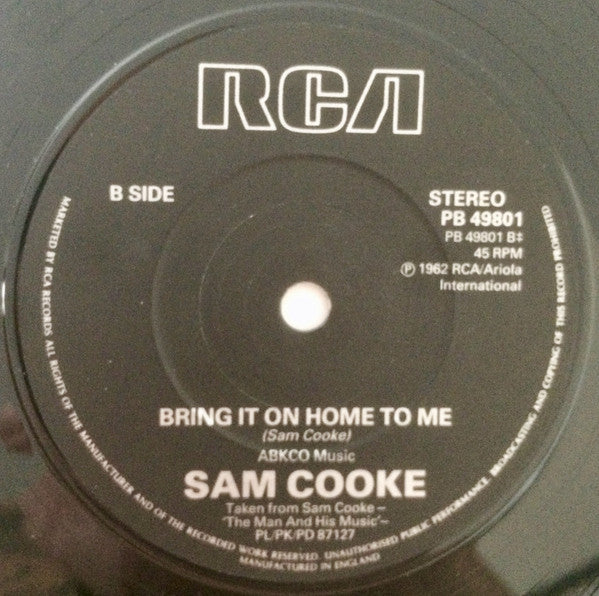 RCA
B SIDE
STEREO
PB 49801
PB 49801 B‡
45 RPM
℗ 1962 RCA/Ariola
International
BRING IT ON HOME TO ME
(Sam Cooke)
ABKCO Music
SAM COOKE
Taken from Sam Cooke –
'The Man And His Music'–
PL/PK/PD 87127
MARKETED BY RCA RECORDS ALL RIGHTS OF THE MANUFACTURER AND OF THE RECORDED WORK RESERVED. UNAUTHORISED PUBLIC PERFORMANCE, BROADCASTING AND COPYING OF THIS RECORD PROHIBITED.
MANUFACTURED IN ENGLAND